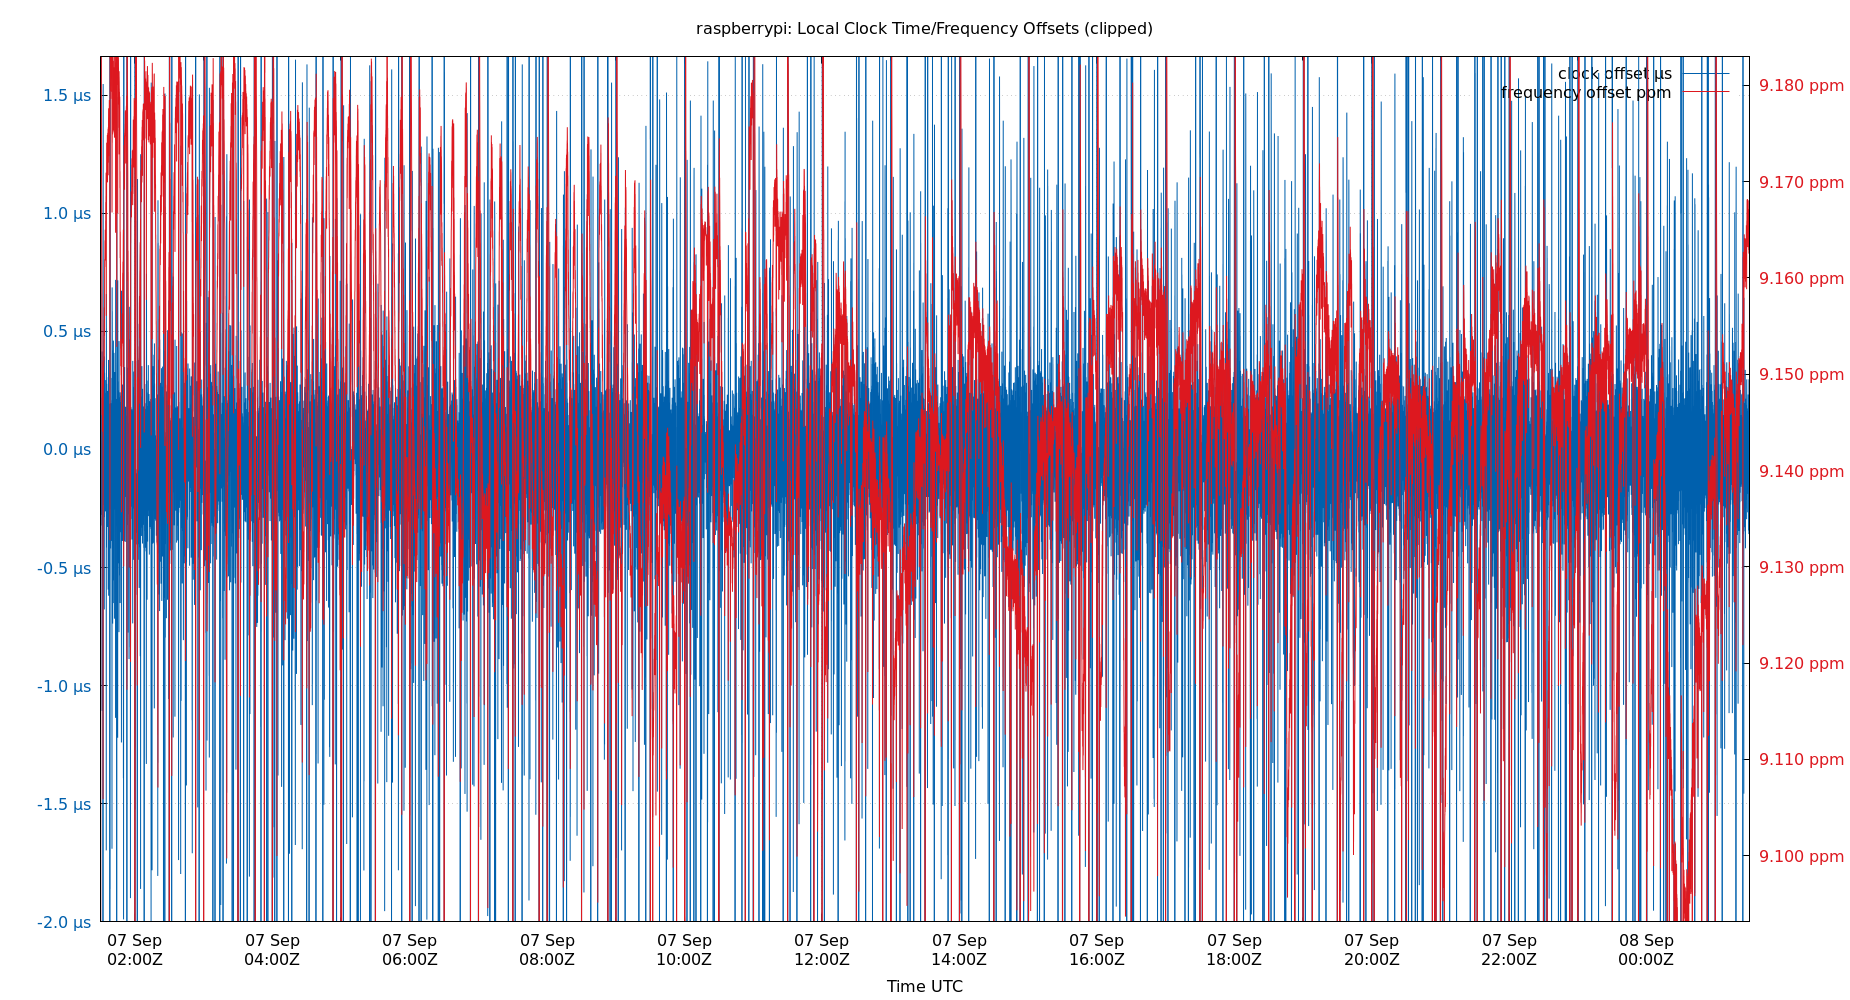 raspberrypi: Local Clock Time/Frequency Offsets (clipped)
clock offset µs
frequency offset ppm
1.5 µs
1.0 µs
0.5 µs
0.0 µs
-0.5 µs
-1.0 µs
-1.5 µs
-2.0 µs
9.180 ppm
9.170 ppm
9.160 ppm
9.150 ppm
9.140 ppm
9.130 ppm
9.120 ppm
9.110 ppm
9.100 ppm
07 Sep 07 Sep 07 Sep 07 Sep 07 Sep 07 Sep 07 Sep 07 Sep 07 Sep 07 Sep 07 Sep 08 Sep
02:00Z 04:00Z 06:00Z 08:00Z 10:00Z 12:00Z 14:00Z 16:00Z 18:00Z 20:00Z 22:00Z 00:00Z
Time UTC